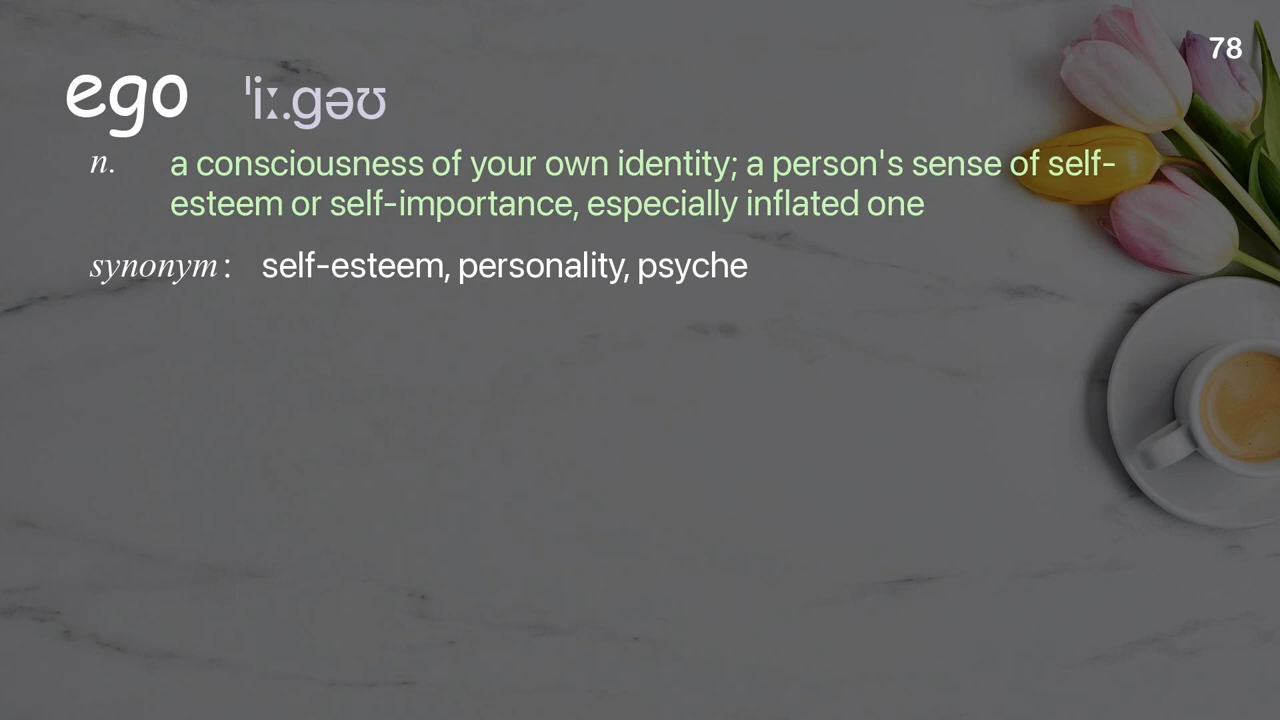 78
ego ˈiː.gəʊ
n. a consciousness of your own identity; a person's sense of self-
esteem or self-importance, especially inflated one
synonym: self-esteem, personality, psyche